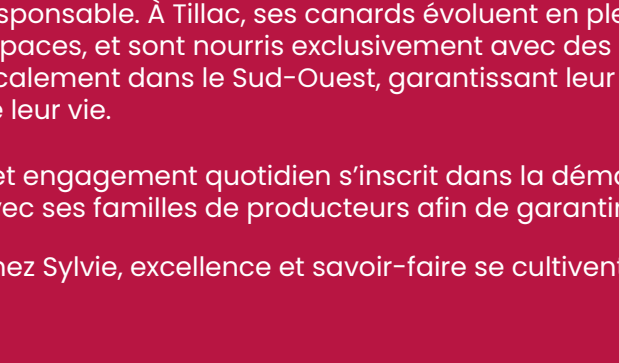 sponsable. À Tillac, ses canards évoluent en ple
paces, et sont nourris exclusivement avec des
calement dans le Sud-Ouest, garantissant leur
leur vie.
et engagement quotidien s'inscrit dans la démo
vec ses familles de producteurs afin de garantir
nez Sylvie, excellence et savoir-faire se cultivent